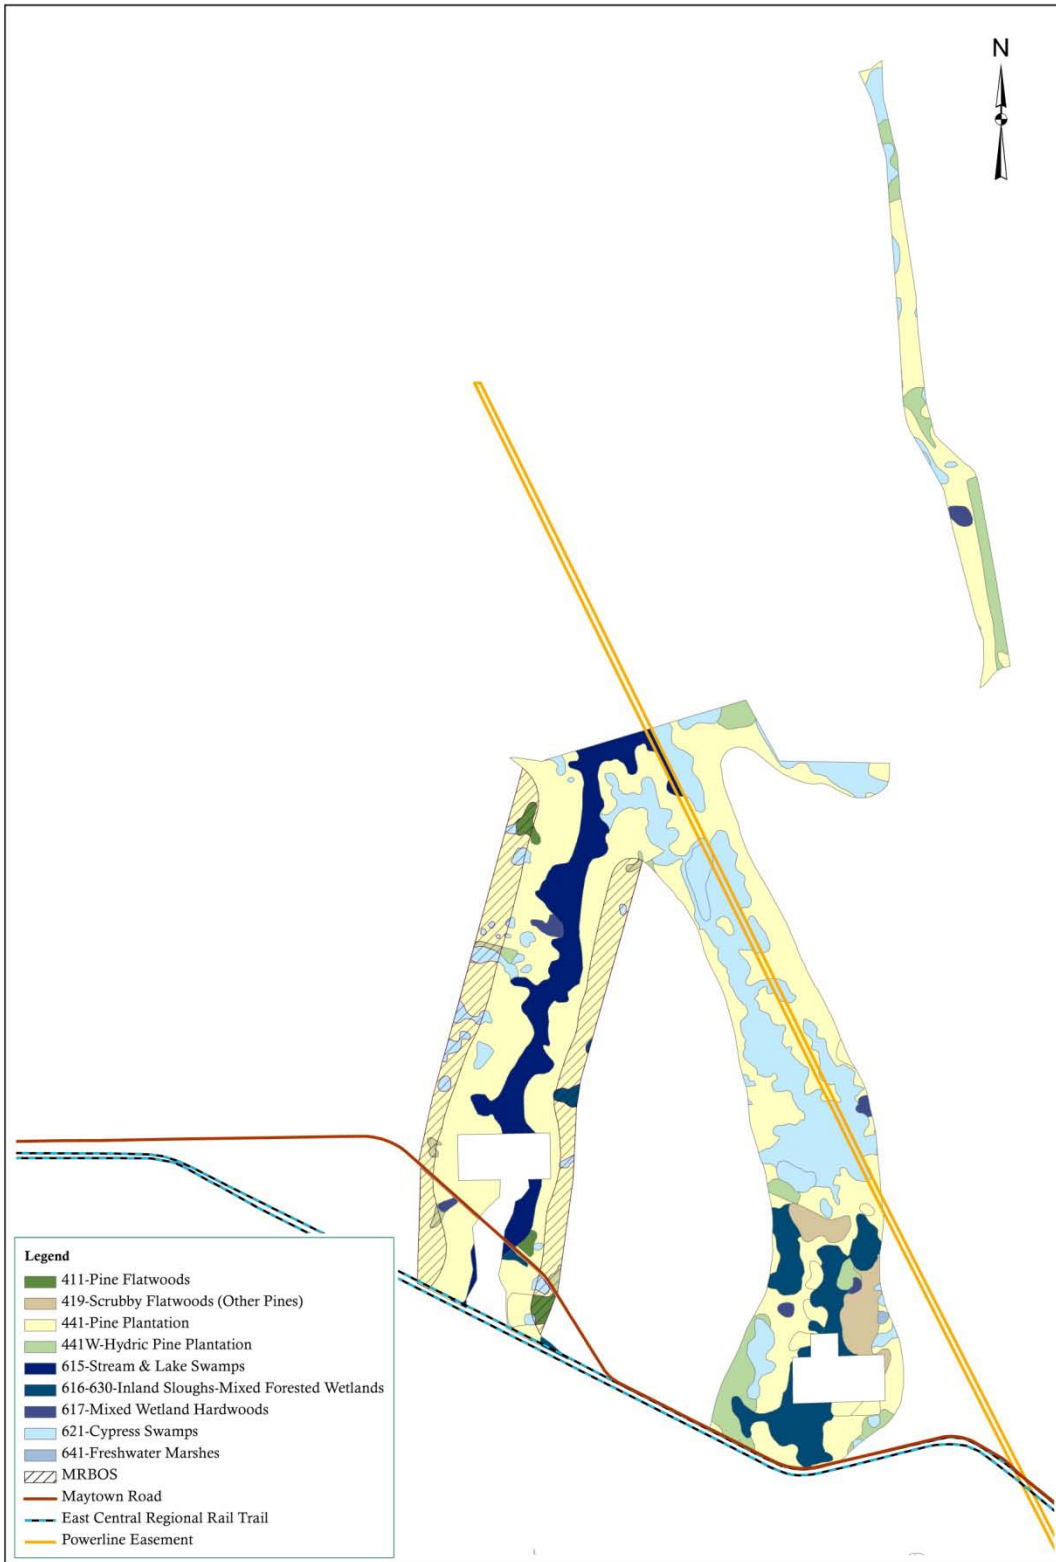 N
Legend
411-Pine Flatwoods
419-Scrubby Flatwoods (Other Pines)
441-Pine Plantation
441W-Hydric Pine Plantation
615-Stream & Lake Swamps
616-630-Inland Sloughs-Mixed Forested Wetlands
617-Mixed Wetland Hardwoods
621-Cypress Swamps
641-Freshwater Marshes
MRBOS
Maytown Road
East Central Regional Rail Trail
Powerline Easement